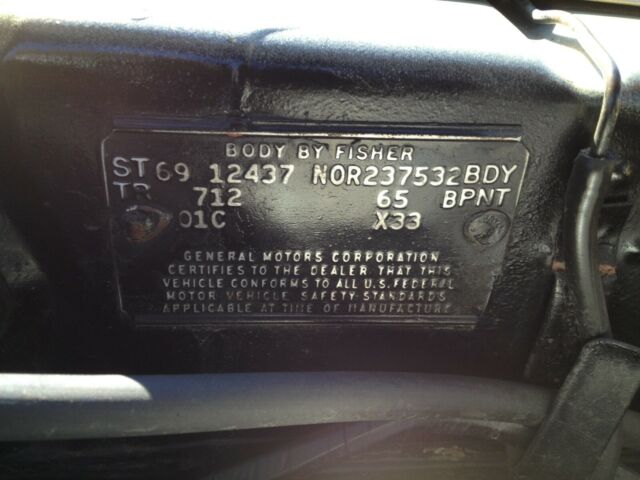 BODY BY FISHER
ST69 12437 NOR237532BDY
TR 712 65 BPNT
01C X33
GENERAL MOTORS CORPORATION
CERTIFIES TO THE DEALER THAT THIS
VEHICLE CONFORMS TO ALL U.S. FEDERAL
MOTOR VEHICLE SAFETY STANDARDS
APPLICABLE AT TIME OF MANUFACTURE